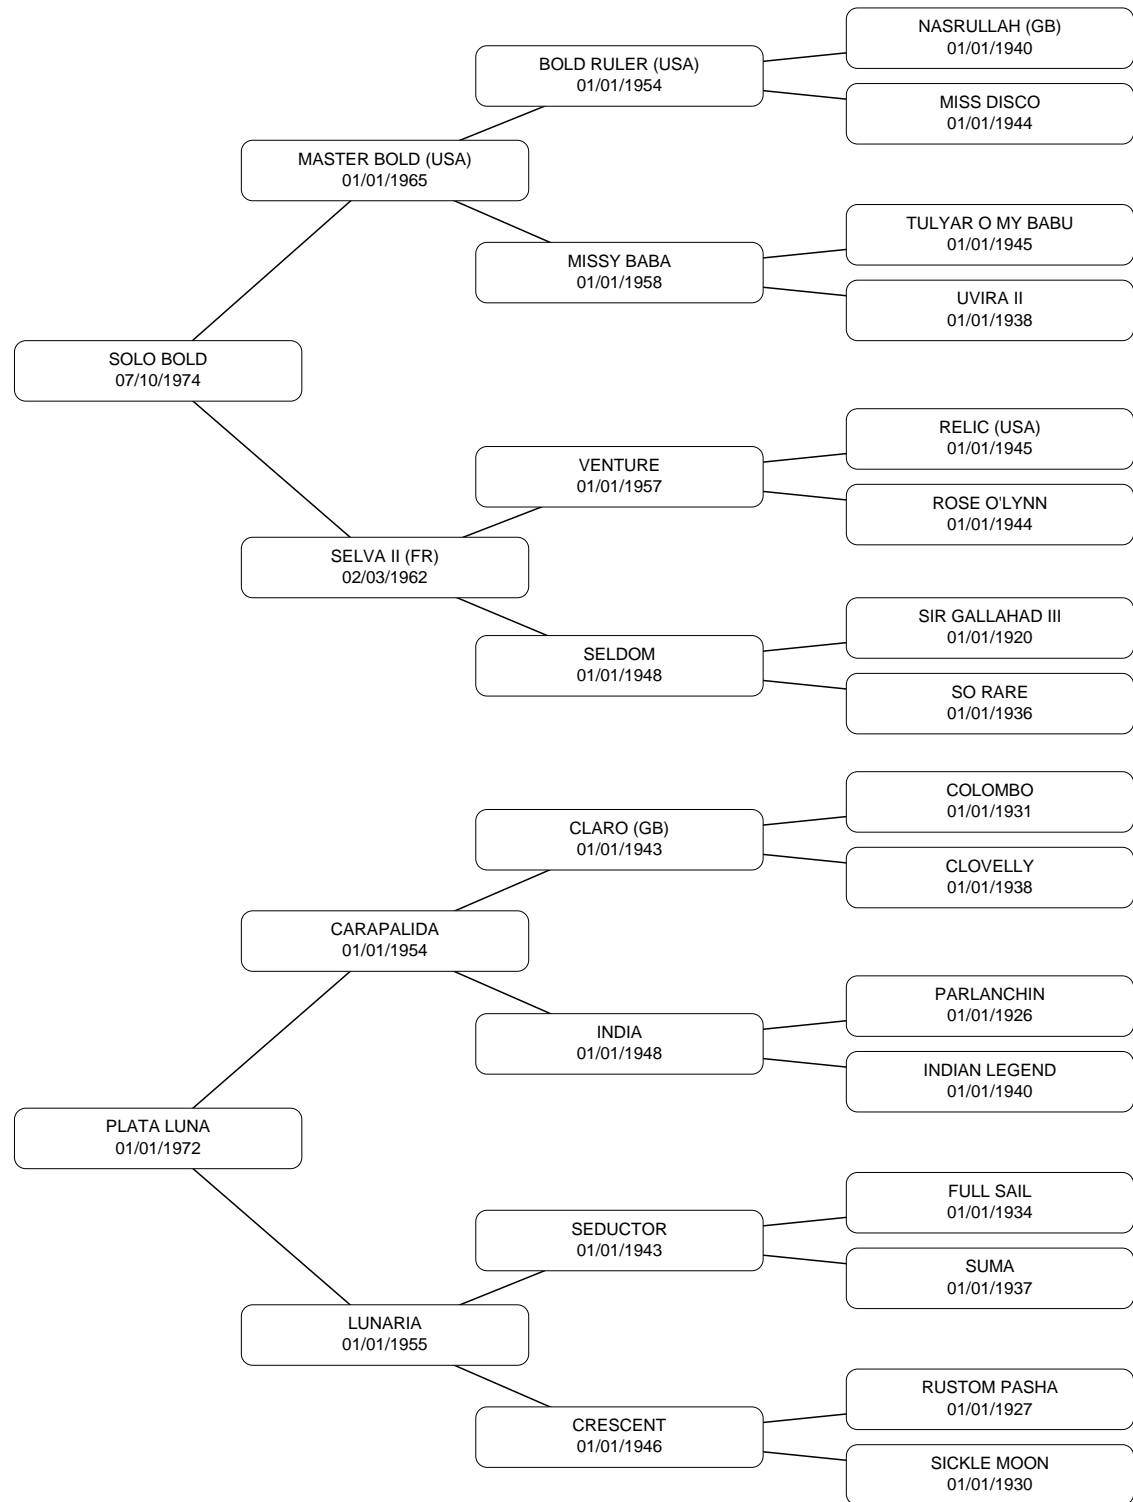 NASRULLAH (GB)
01/01/1940
BOLD RULER (USA)
01/01/1954
MISS DISCO
01/01/1944
MASTER BOLD (USA)
01/01/1965
TULYAR O MY BABU
01/01/1945
MISSY BABA
01/01/1958
UVIRA II
01/01/1938
SOLO BOLD
07/10/1974
RELIC (USA)
01/01/1945
VENTURE
01/01/1957
ROSE O'LYNN
01/01/1944
SELVA II (FR)
02/03/1962
SIR GALLAHAD III
01/01/1920
SELDOM
01/01/1948
SO RARE
01/01/1936
COLOMBO
01/01/1931
CLARO (GB)
01/01/1943
CLOVELLY
01/01/1938
CARAPALIDA
01/01/1954
PARLANCHIN
01/01/1926
INDIA
01/01/1948
INDIAN LEGEND
01/01/1940
PLATA LUNA
01/01/1972
FULL SAIL
01/01/1934
SEDUCTOR
01/01/1943
SUMA
01/01/1937
LUNARIA
01/01/1955
RUSTOM PASHA
01/01/1927
CRESCENT
01/01/1946
SICKLE MOON
01/01/1930